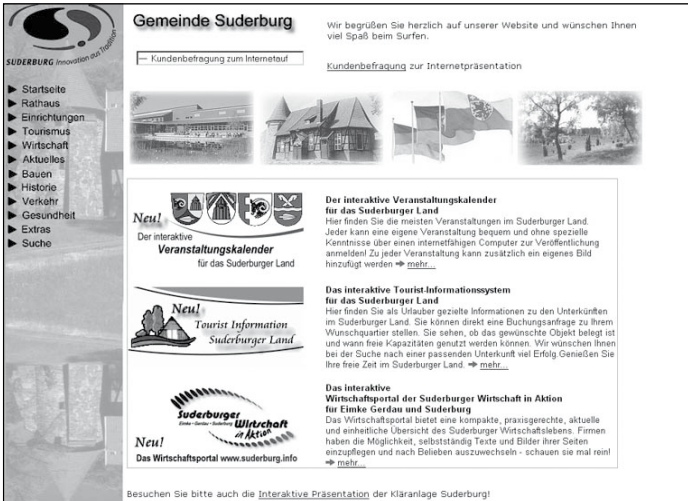 SUDERBURG Innovation aus Tradition
Startseite
Rathaus
Einrichtungen
Tourismus
Wirtschaft
Aktuelles
Bauen
Historie
Verkehr
Gesundheit
Extras
Suche
Gemeinde Suderburg
Kundenbefragung zum Internetauf
Wir begrüßen Sie herzlich auf unserer Website und wünschen Ihnen
viel Spaß beim Surfen.
Kundenbefragung zur Internetpräsentation
Neu!
Der interaktive
Veranstaltungskalender
für das Suderburger Land
Der interaktive Veranstaltungskalender
für das Suderburger Land
Hier finden Sie die meisten Veranstaltungen im Suderburger Land.
Jeder kann eine eigene Veranstaltung bequem und ohne spezielle
Kenntnisse über einen internetfähigen Computer zur Veröffentlichung
anmelden! Zu jeder Veranstaltung kann zusätzlich ein eigenes Bild
hinzufügt werden ➔ mehr...
Neu!
Tourist Information
Suderburger Land
Das interaktive Tourist-Informationssystem
für das Suderburger Land
Hier finden Sie als Urlauber gezielte Informationen zu den Unterkünften
im Suderburger Land. Sie können direkt eine Buchungsanfrage zu Ihrem
Wunschquartier stellen. Sie sehen, ob das gewünschte Objekt belegt ist
und wann freie Kapazitäten genutzt werden können. Wir wünschen Ihnen
bei der Suche nach einer passenden Unterkunft viel Erfolg.Genießen Sie
Ihre freie Zeit im Suderburger Land. ➔ mehr...
Suderburger
Eimke - Gerdau - Suderburg Wirtschaft
in Aktion
Neu!
Das Wirtschaftsportal www.suderburg.info
Das interaktive
Wirtschaftsportal der Suderburger Wirtschaft in Aktion
für Eimke Gerdau und Suderburg
Das Wirtschaftsportal bietet eine kompakte, praxisgerechte, aktuelle
und einheitliche Übersicht des Suderburger Wirtschaftslebens. Firmen
haben die Möglichkeit, selbstständig Texte und Bilder ihrer Seiten
einzupflegen und nach Belieben auszuwechseln - schauen sie mal rein!
➔ mehr...
Besuchen Sie bitte auch die Interaktive Präsentation der Kläranlage Suderburg!